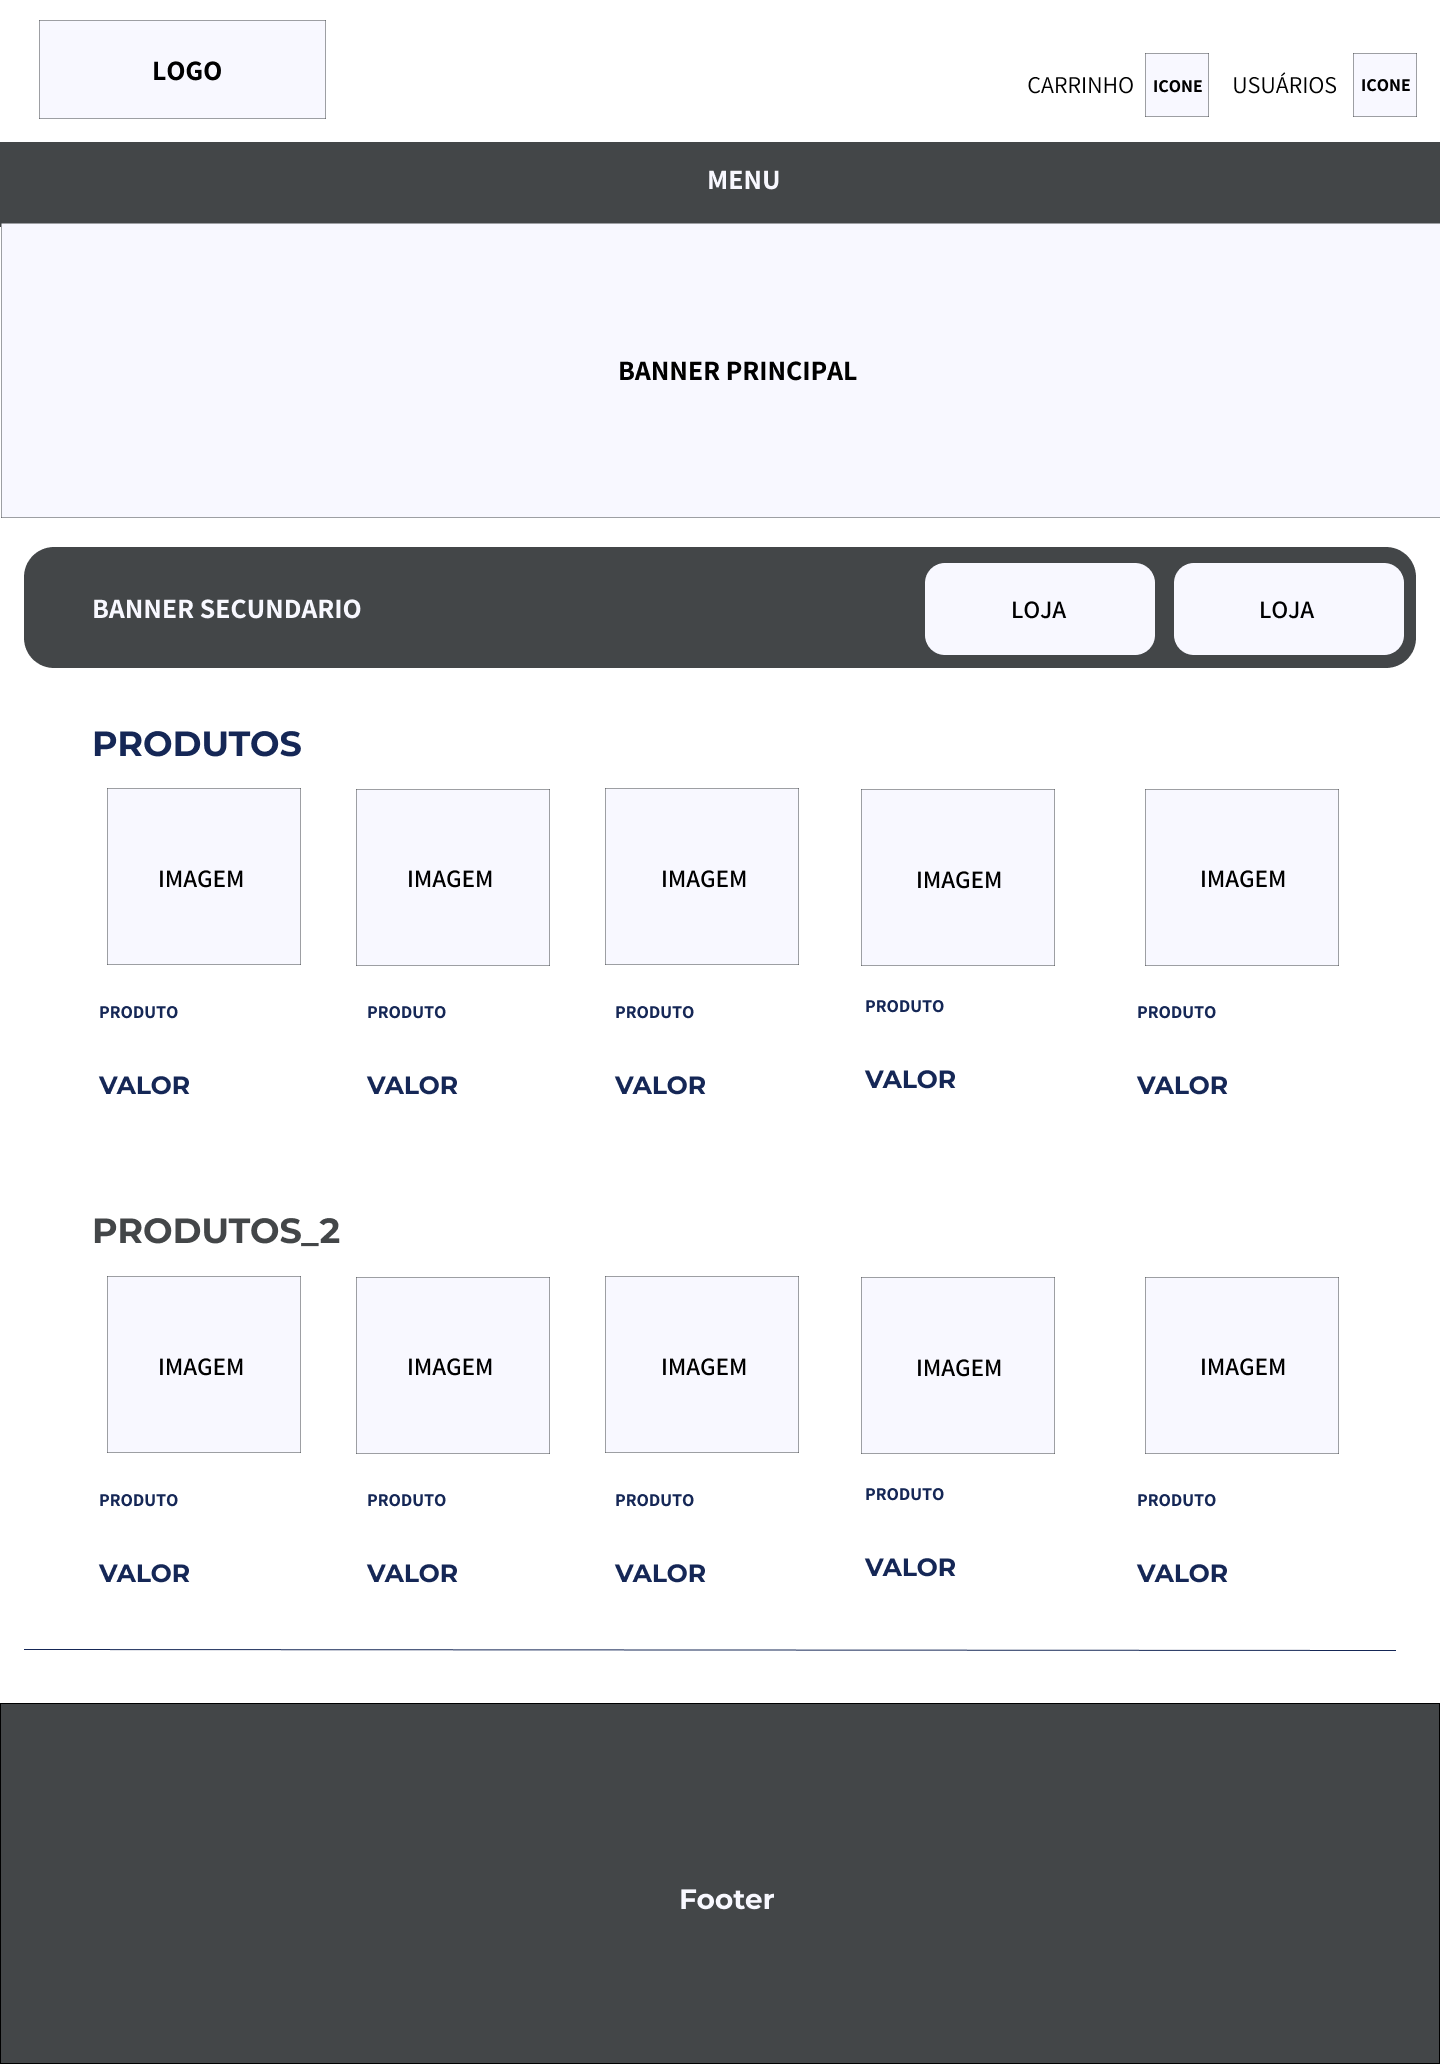 LOGO
CARRINHO ICONE USUÁRIOS ICONE
MENU
BANNER PRINCIPAL
BANNER SECUNDARIO LOJA LOJA
PRODUTOS
IMAGEM IMAGEM IMAGEM IMAGEM IMAGEM
PRODUTO PRODUTO PRODUTO PRODUTO PRODUTO
VALOR VALOR VALOR VALOR VALOR
PRODUTOS_2
IMAGEM IMAGEM IMAGEM IMAGEM IMAGEM
PRODUTO PRODUTO PRODUTO PRODUTO PRODUTO
VALOR VALOR VALOR VALOR VALOR
Footer